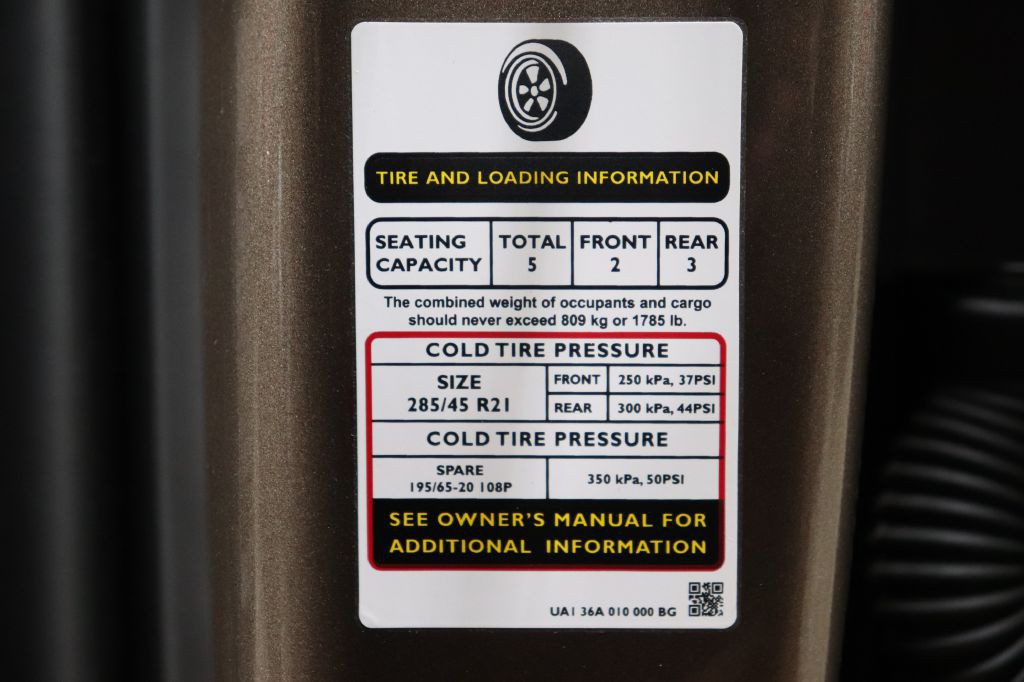 TIRE AND LOADING INFORMATION
SEATING CAPACITY
TOTAL 5
FRONT 2
REAR 3
The combined weight of occupants and cargo
should never exceed 809 kg or 1785 lb.
COLD TIRE PRESSURE
SIZE
285/45 R21
FRONT 250 kPa, 37PSI
REAR 300 kPa, 44PSI
COLD TIRE PRESSURE
SPARE
195/65-20 108P
350 kPa, 50PSI
SEE OWNER'S MANUAL FOR
ADDITIONAL INFORMATION
UA1 36A 010 000 BG